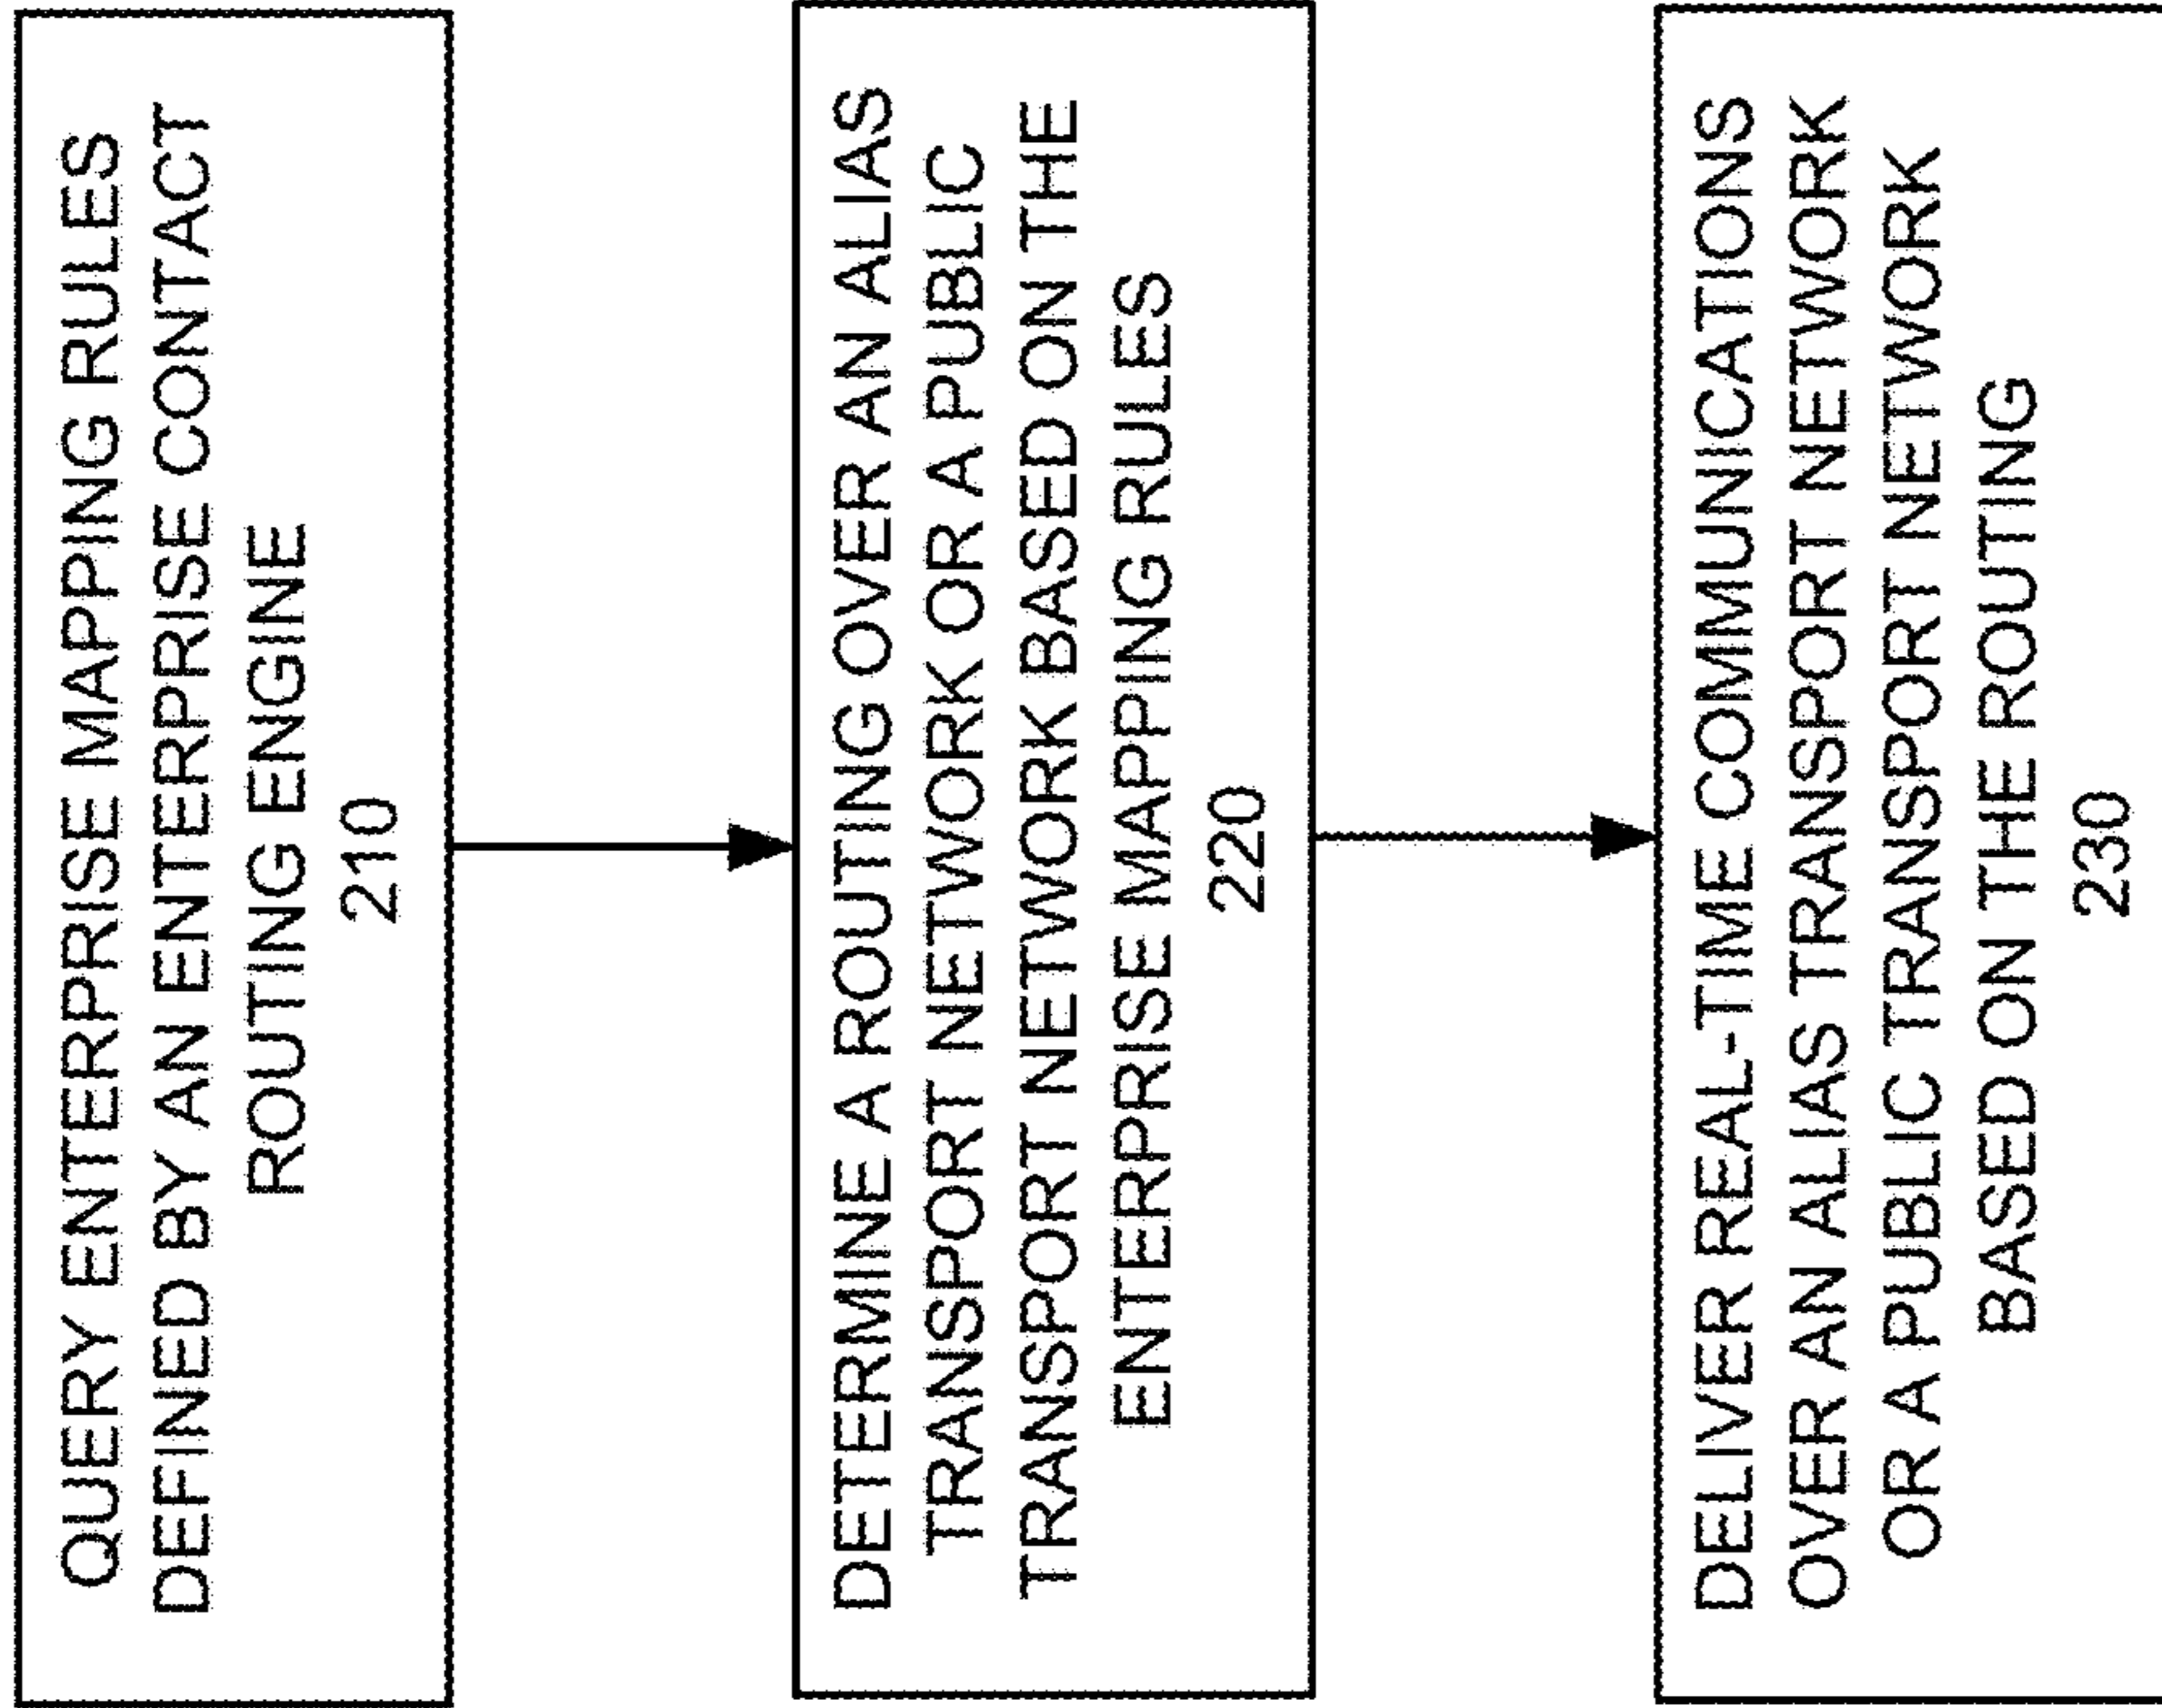 QUERY ENTERPRISE MAPPING RULES
DEFINED BY AN ENTERPRISE CONTACT
ROUTING ENGINE
210
DETERMINE A ROUTING OVER AN ALIAS
TRANSPORT NETWORK OR A PUBLIC
TRANSPORT NETWORK BASED ON THE
ENTERPRISE MAPPING RULES
220
DELIVER REAL-TIME COMMUNICATIONS
OVER AN ALIAS TRANSPORT NETWORK
OR A PUBLIC TRANSPORT NETWORK
BASED ON THE ROUTING
230